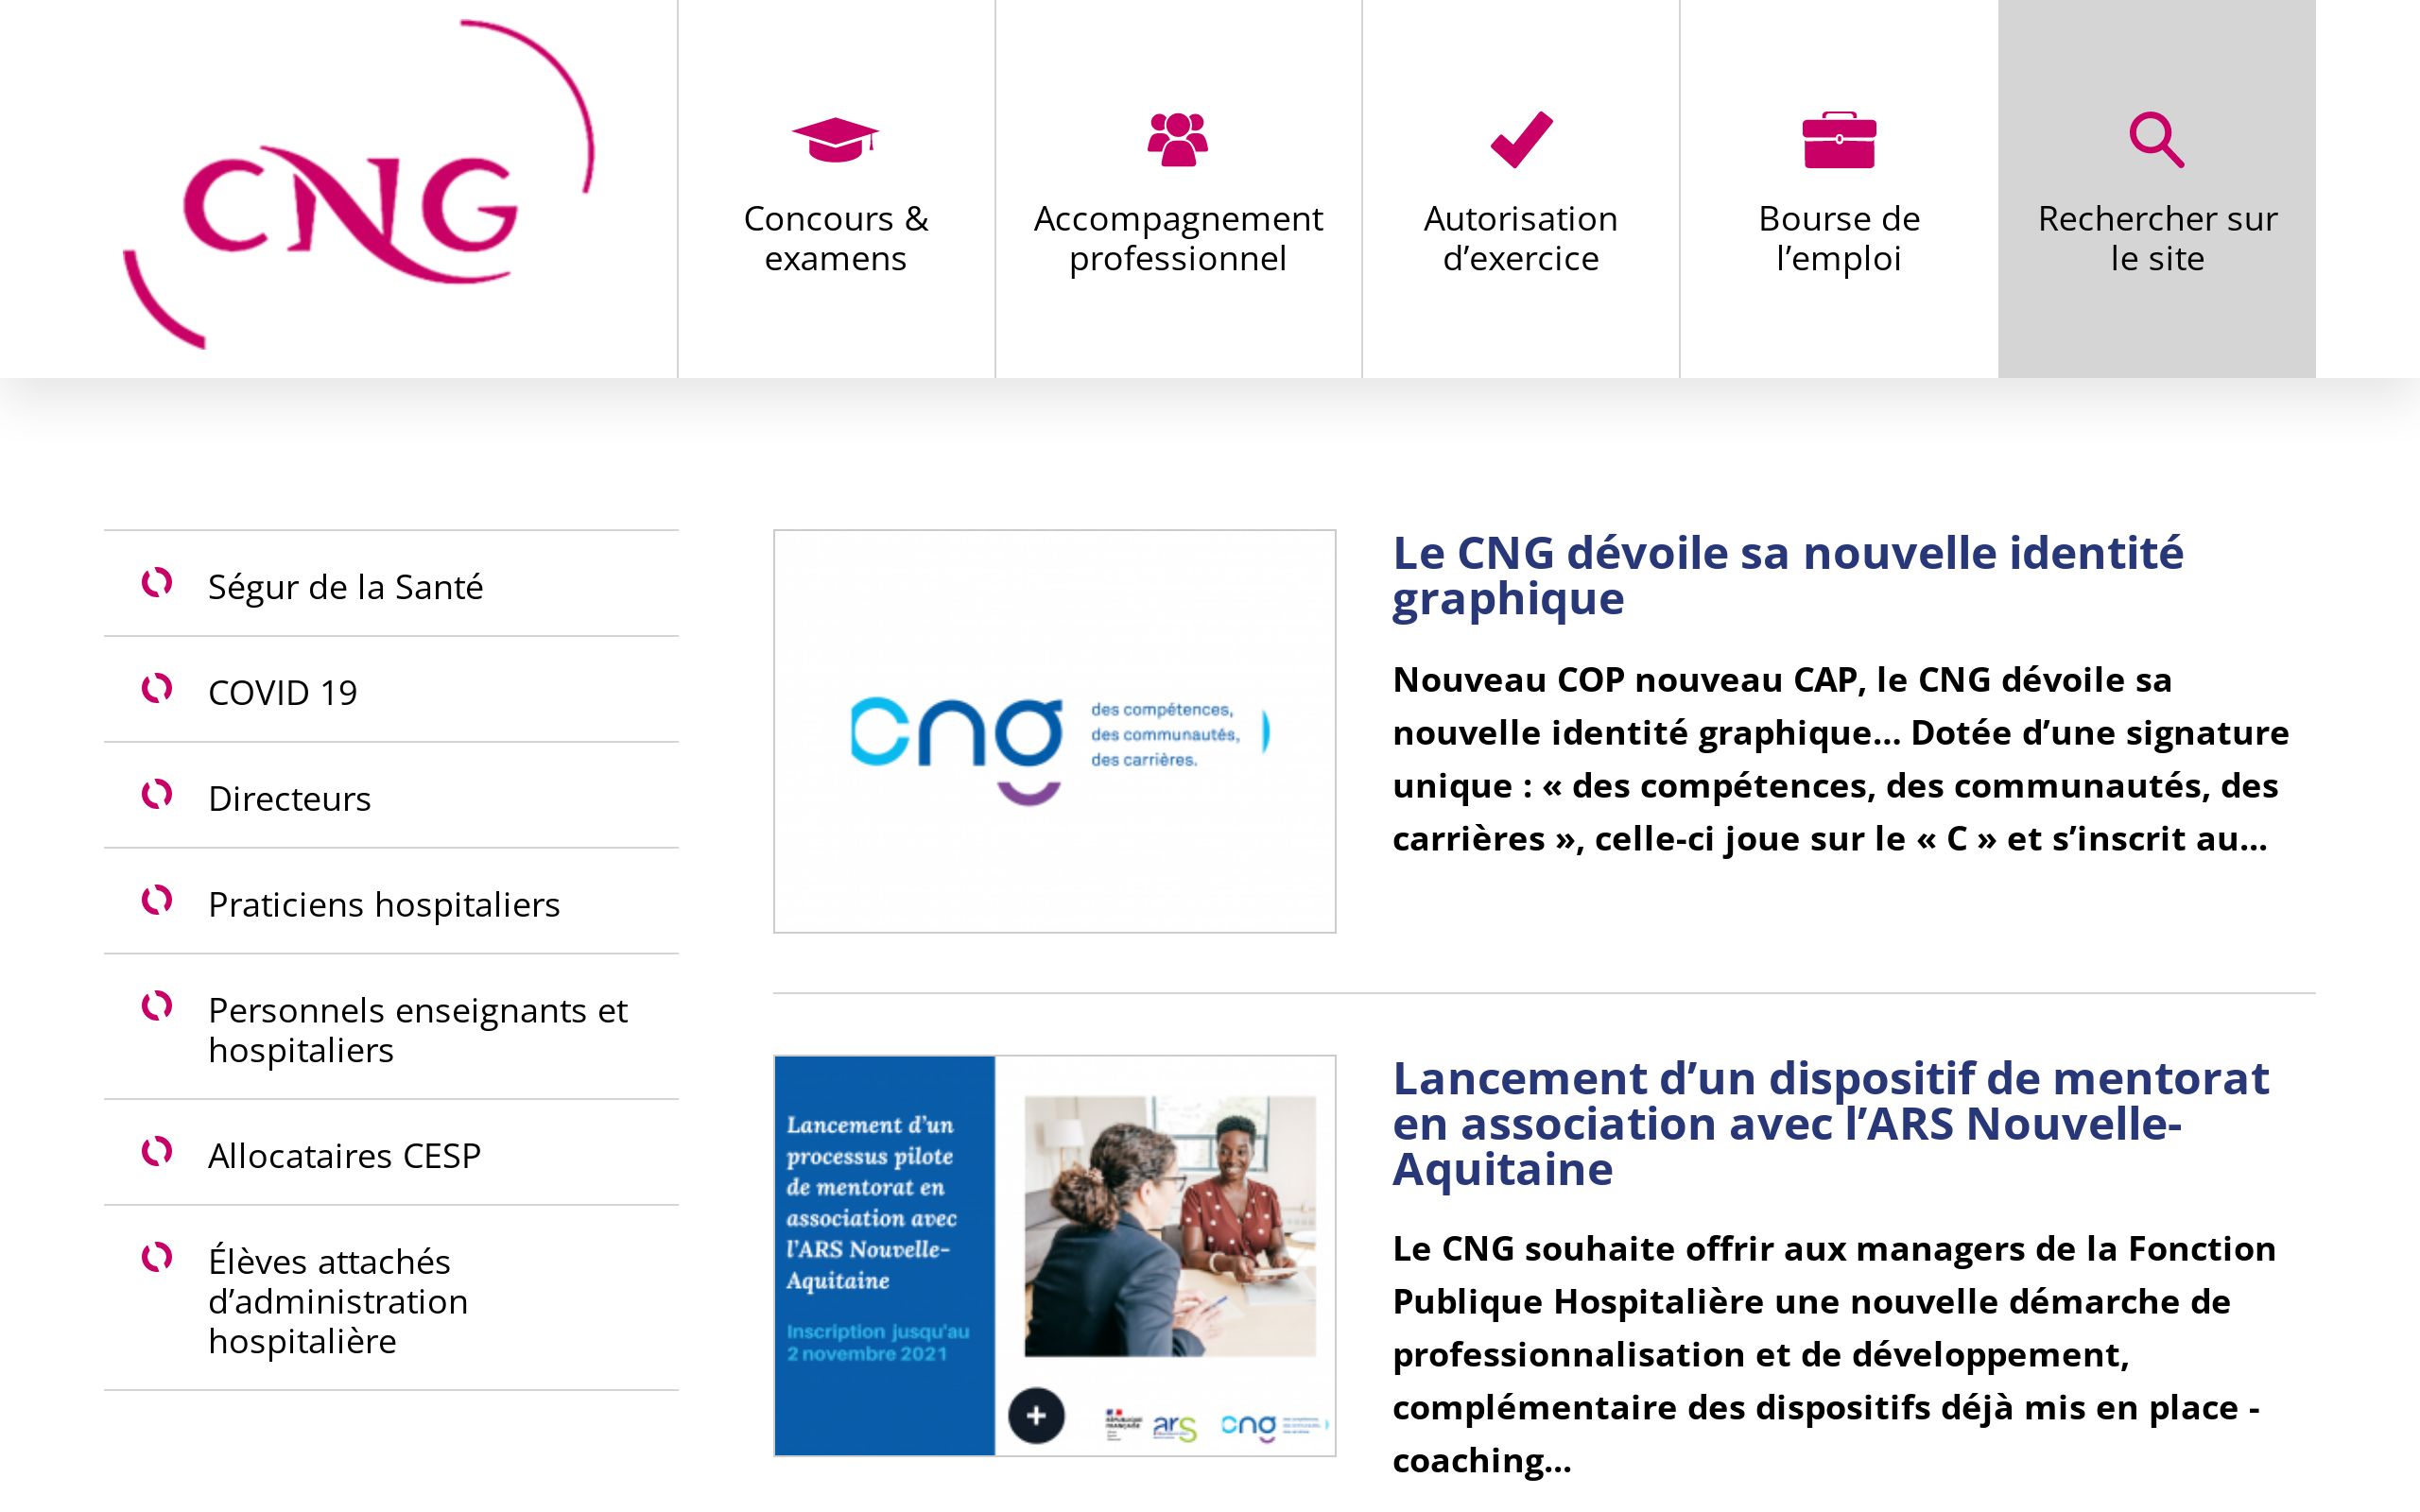 CNG
Concours &
examens
Accompagnement
professionnel
Autorisation
d’exercice
Bourse de
l’emploi
Rechercher sur
le site
Ségur de la Santé
COVID 19
Directeurs
Praticiens hospitaliers
Personnels enseignants et
hospitaliers
Allocataires CESP
Élèves attachés
d’administration
hospitalière
cng
des compétences,
des communautés,
des carrières.
Le CNG dévoile sa nouvelle identité
graphique
Nouveau COP nouveau CAP, le CNG dévoile sa
nouvelle identité graphique... Dotée d’une signature
unique : « des compétences, des communautés, des
carrières », celle-ci joue sur le « C » et s’inscrit au...
Lancement d’un
processus pilote
de mentorat en
association avec
l’ARS Nouvelle-
Aquitaine
Inscription jusqu'au
2 novembre 2021
+
RÉPUBLIQUE
FRANÇAISE
ars
cng
Lancement d’un dispositif de mentorat
en association avec l’ARS Nouvelle-
Aquitaine
Le CNG souhaite offrir aux managers de la Fonction
Publique Hospitalière une nouvelle démarche de
professionnalisation et de développement,
complémentaire des dispositifs déjà mis en place -
coaching...